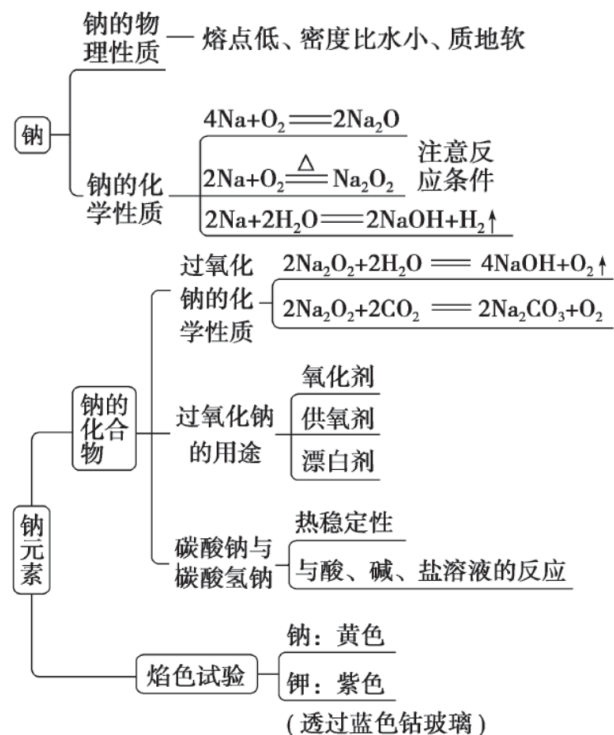 钠的物
理性质
熔点低、密度比水小、质地软
钠
4Na+O₂══2Na₂O
钠的化
学性质
2Na+O₂≜Na₂O₂
注意反
应条件
2Na+2H₂O══2NaOH+H₂↑
过氧化
钠的化
学性质
2Na₂O₂+2H₂O══4NaOH+O₂↑
2Na₂O₂+2CO₂══2Na₂CO₃+O₂
钠的
化合
物
过氧化钠
的用途
氧化剂
供氧剂
漂白剂
钠元素
碳酸钠与
碳酸氢钠
热稳定性
与酸、碱、盐溶液的反应
焰色试验
钠：黄色
钾：紫色
(透过蓝色钴玻璃)